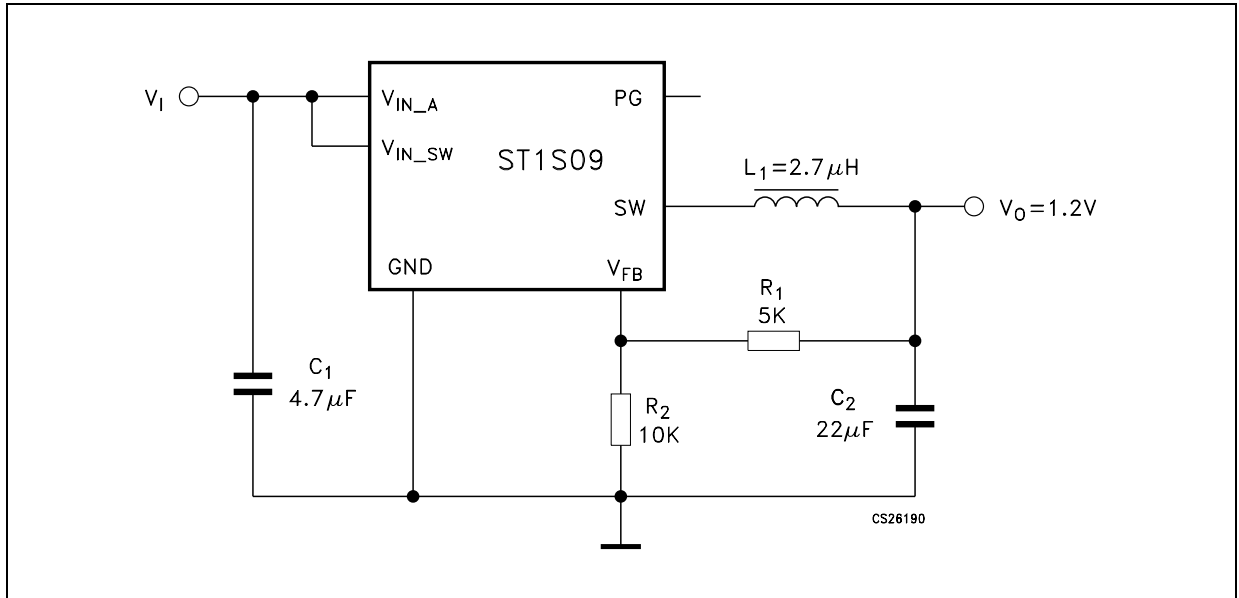 V_I
V_IN_A
V_IN_SW
PG
ST1S09
SW
L_1=2.7µH
V_O=1.2V
GND
V_FB
R_1
5K
C_1
4.7µF
R_2
10K
C_2
22µF
CS26190